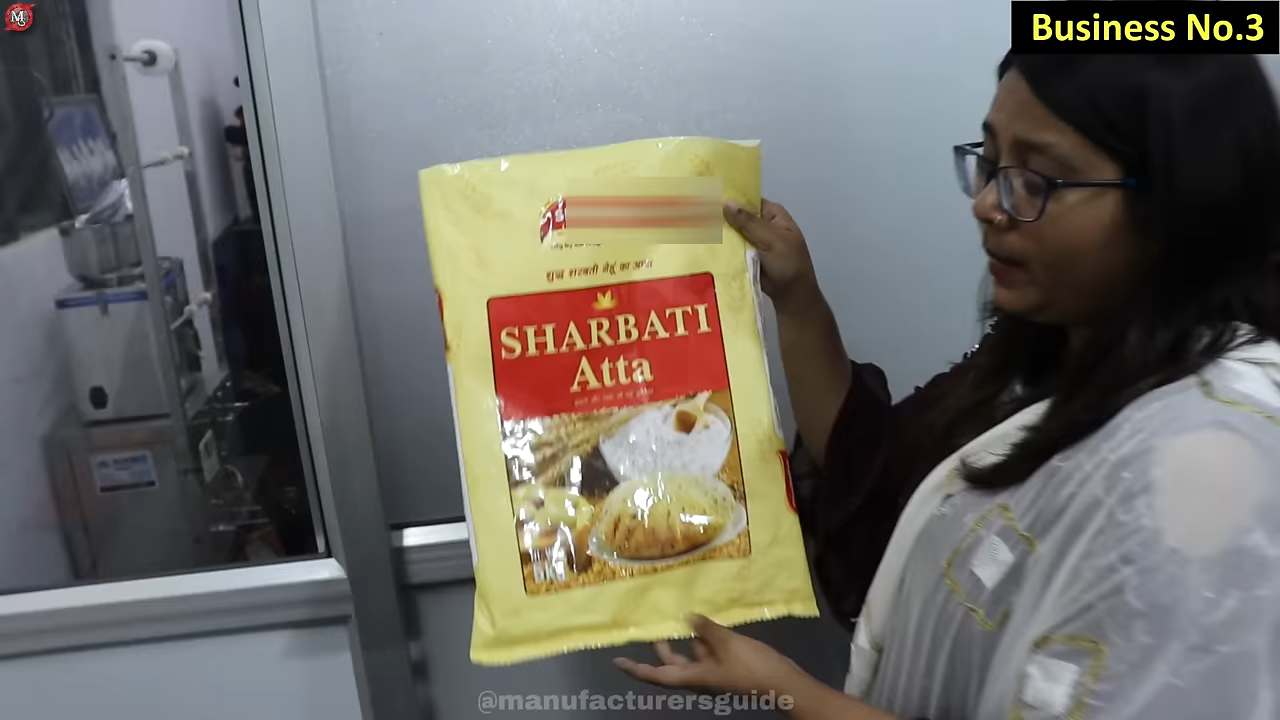 Business No.3
शुद्ध शरबती गेहूं का आटा
SHARBATI
Atta
@manufacturersguide